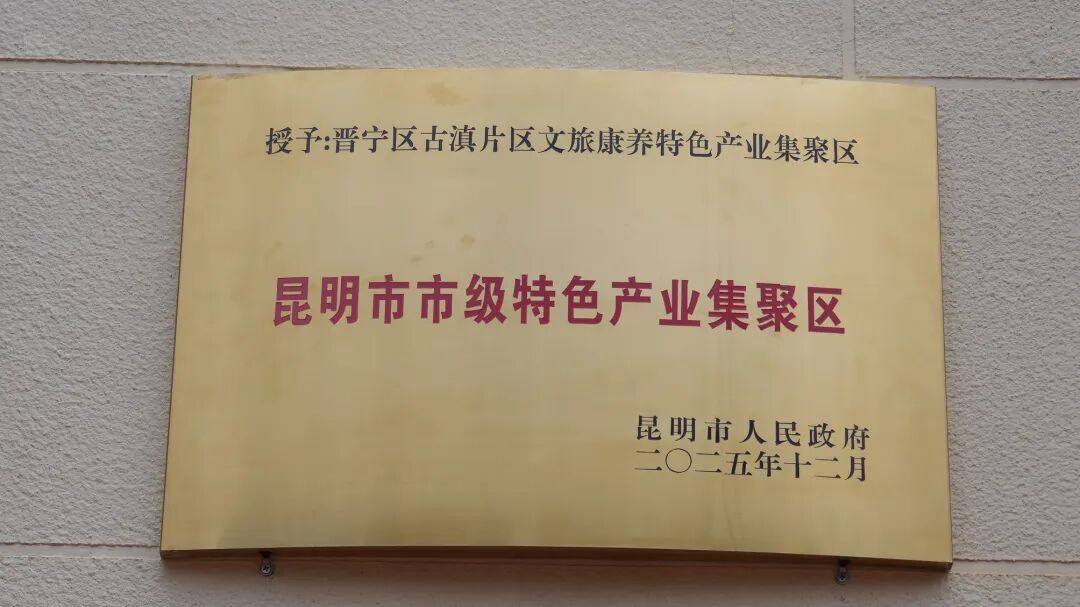 授予:晋宁区古滇片区文旅康养特色产业集聚区
昆明市市级特色产业集聚区
昆明市人民政府
二〇二五年十二月